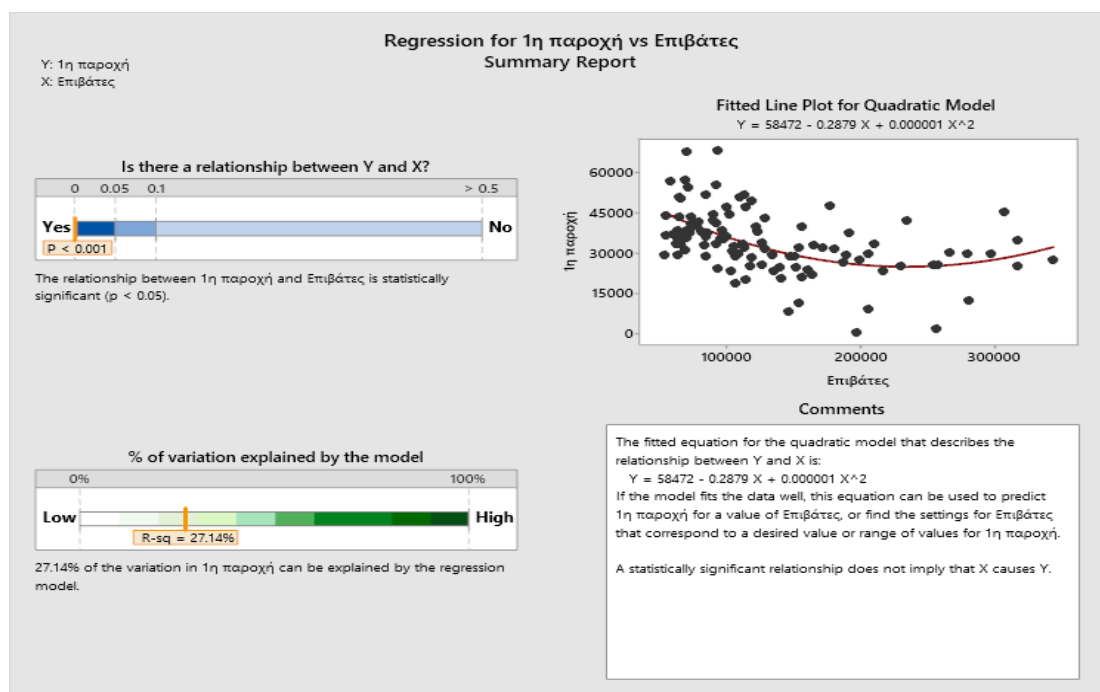 Regression for 1η παροχή vs Επιβάτες
Summary Report
Y: 1η παροχή
X: Επιβάτες
Is there a relationship between Y and X?
0 0.05 0.1 > 0.5
Yes No
P < 0.001
The relationship between 1η παροχή and Επιβάτες is statistically
significant (p < 0.05).
% of variation explained by the model
0% 100%
Low High
R-sq = 27.14%
27.14% of the variation in 1η παροχή can be explained by the regression
model.
Fitted Line Plot for Quadratic Model
Y = 58472 - 0.2879 X + 0.000001 X^2
60000
45000
30000
15000
0
1η παροχή
100000 200000 300000
Επιβάτες
Comments
The fitted equation for the quadratic model that describes the
relationship between Y and X is:
Y = 58472 - 0.2879 X + 0.000001 X^2
If the model fits the data well, this equation can be used to predict
1η παροχή for a value of Επιβάτες, or find the settings for Επιβάτες
that correspond to a desired value or range of values for 1η παροχή.
A statistically significant relationship does not imply that X causes Y.